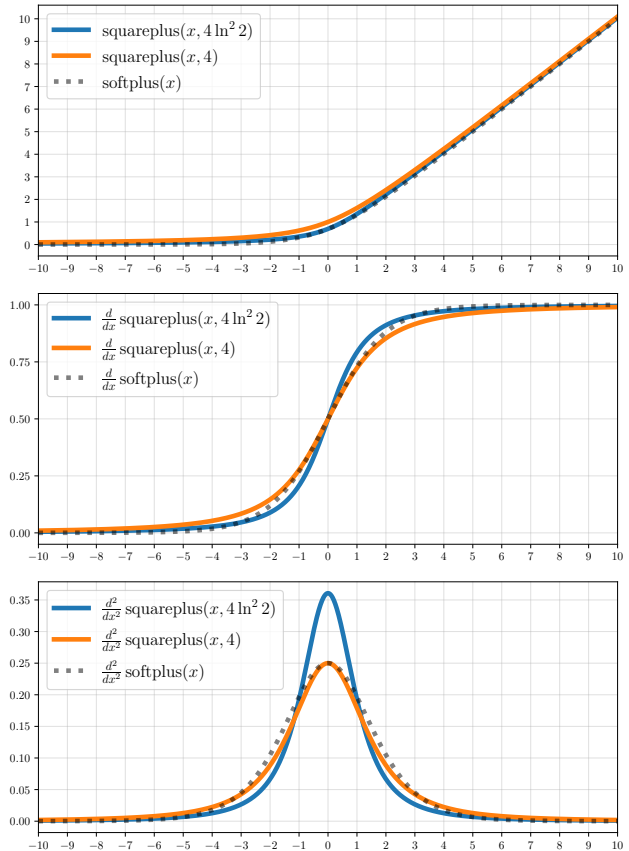 squareplus(x, 4 ln² 2)
squareplus(x, 4)
softplus(x)
10
9
8
7
6
5
4
3
2
1
0
−10 −9 −8 −7 −6 −5 −4 −3 −2 −1 0 1 2 3 4 5 6 7 8 9 10
d/dx squareplus(x, 4 ln² 2)
d/dx squareplus(x, 4)
d/dx softplus(x)
1.00
0.75
0.50
0.25
0.00
−10 −9 −8 −7 −6 −5 −4 −3 −2 −1 0 1 2 3 4 5 6 7 8 9 10
d²/dx² squareplus(x, 4 ln² 2)
d²/dx² squareplus(x, 4)
d²/dx² softplus(x)
0.35
0.30
0.25
0.20
0.15
0.10
0.05
0.00
−10 −9 −8 −7 −6 −5 −4 −3 −2 −1 0 1 2 3 4 5 6 7 8 9 10